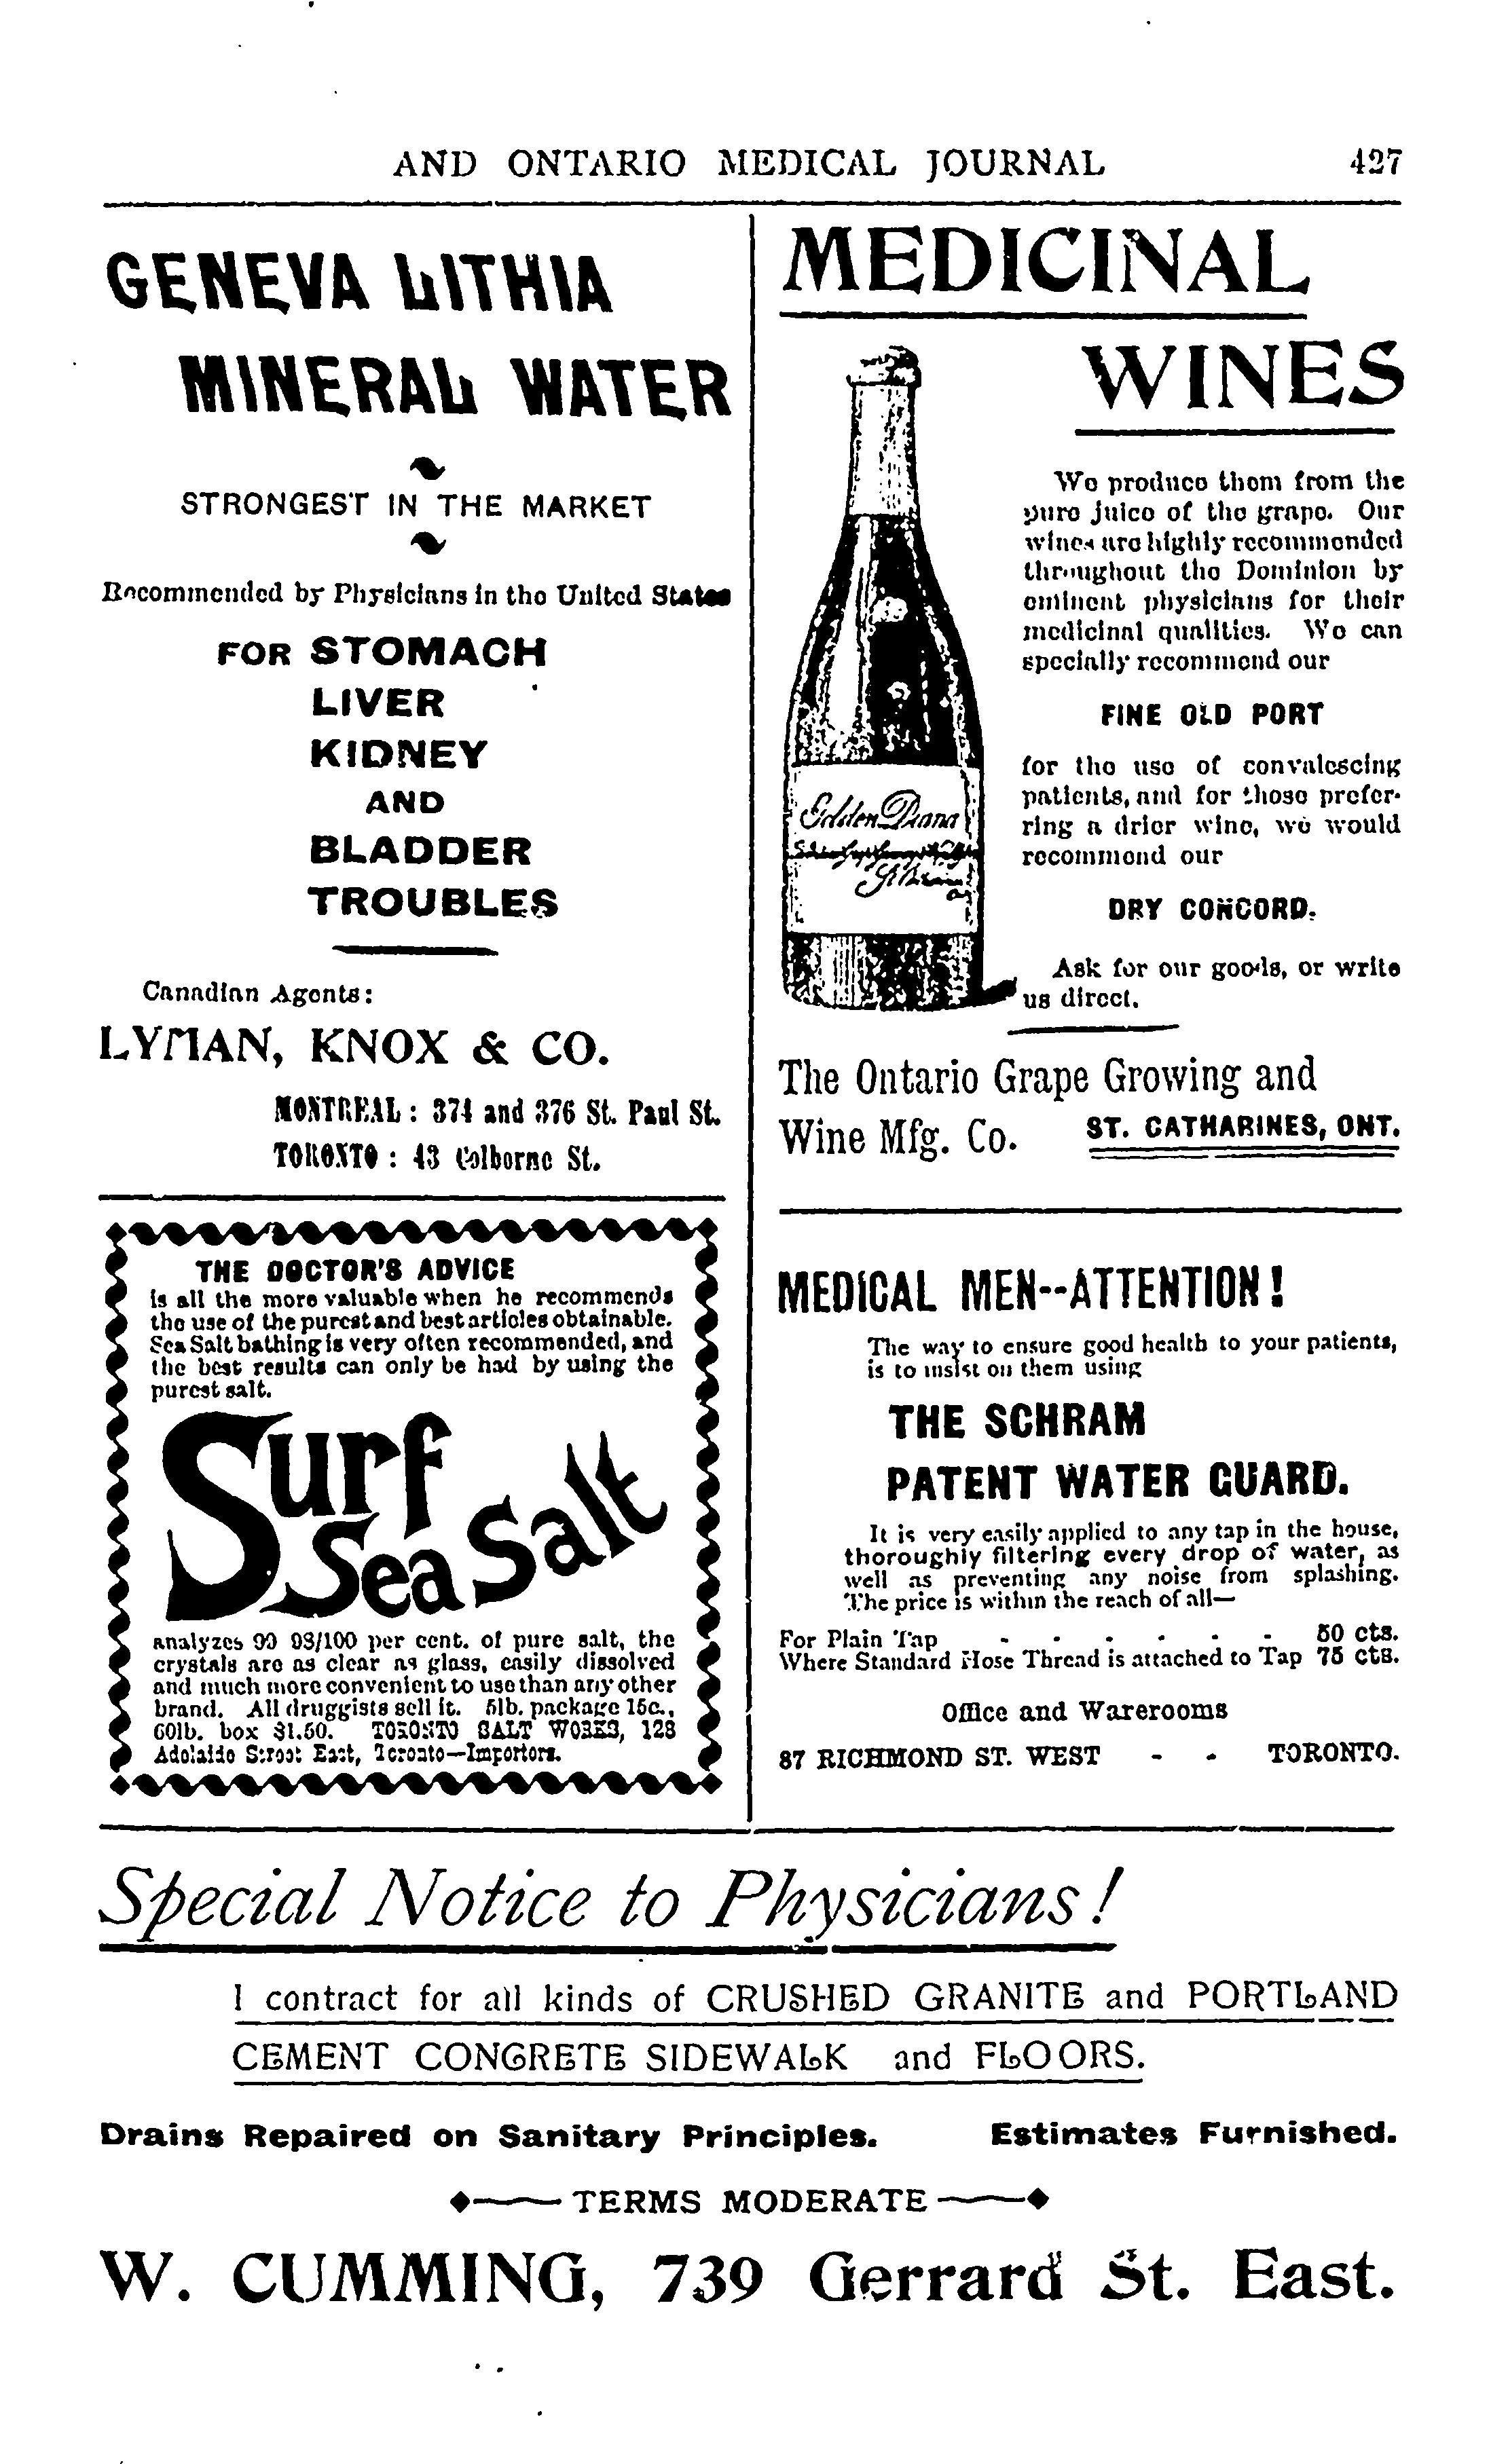 AND ONTARIO MEDICAL JOURNAL 427
GENEVA LITHIA
MINERAL WATER
STRONGEST IN THE MARKET
Recommended by Physicians in the United States
FOR STOMACH
LIVER
KIDNEY
AND
BLADDER
TROUBLES
Canadian Agents:
LYMAN, KNOX & CO.
MONTREAL: 374 and 376 St. Paul St.
TORONTO: 43 Colborne St.
THE DOCTOR'S ADVICE
is all the more valuable when he recommends
the use of the purest and best articles obtainable.
Sea Salt bathing is very often recommended, and
the best results can only be had by using the
purest salt.
Surf
Sea Salt
analyzes 99 98/100 per cent. of pure salt, the
crystals are as clear as glass, easily dissolved
and much more convenient to use than any other
brand. All druggists sell it. 5lb. package 15c.,
60lb. box $1.50. TORONTO SALT WORKS, 128
Adelaide Street East, Toronto—Importors.
MEDICINAL
WINES
We produce them from the
pure juice of the grape. Our
wines are highly recommended
throughout the Dominion by
eminent physicians for their
medicinal qualities. We can
specially recommend our
FINE OLD PORT
for the use of convalescing
patients, and for those prefer-
ring a drier wine, we would
recommend our
DRY CONCORD.
Ask for our goods, or write
us direct.
Golden Diana
The Ontario Grape Growing and
Wine Mfg. Co. ST. CATHARINES, ONT.
MEDICAL MEN--ATTENTION!
The way to ensure good health to your patients,
is to insist on them using
THE SCHRAM
PATENT WATER GUARD.
It is very easily applied to any tap in the house,
thoroughly filtering every drop of water, as
well as preventing any noise from splashing.
The price is within the reach of all—
For Plain Tap - - - - - - 50 cts.
Where Standard Hose Thread is attached to Tap 75 cts.
Office and Warerooms
87 RICHMOND ST. WEST - - TORONTO.
Special Notice to Physicians!
I contract for all kinds of CRUSHED GRANITE and PORTLAND
CEMENT CONCRETE SIDEWALK and FLOORS.
Drains Repaired on Sanitary Principles. Estimates Furnished.
TERMS MODERATE
W. CUMMING, 739 Gerrard St. East.